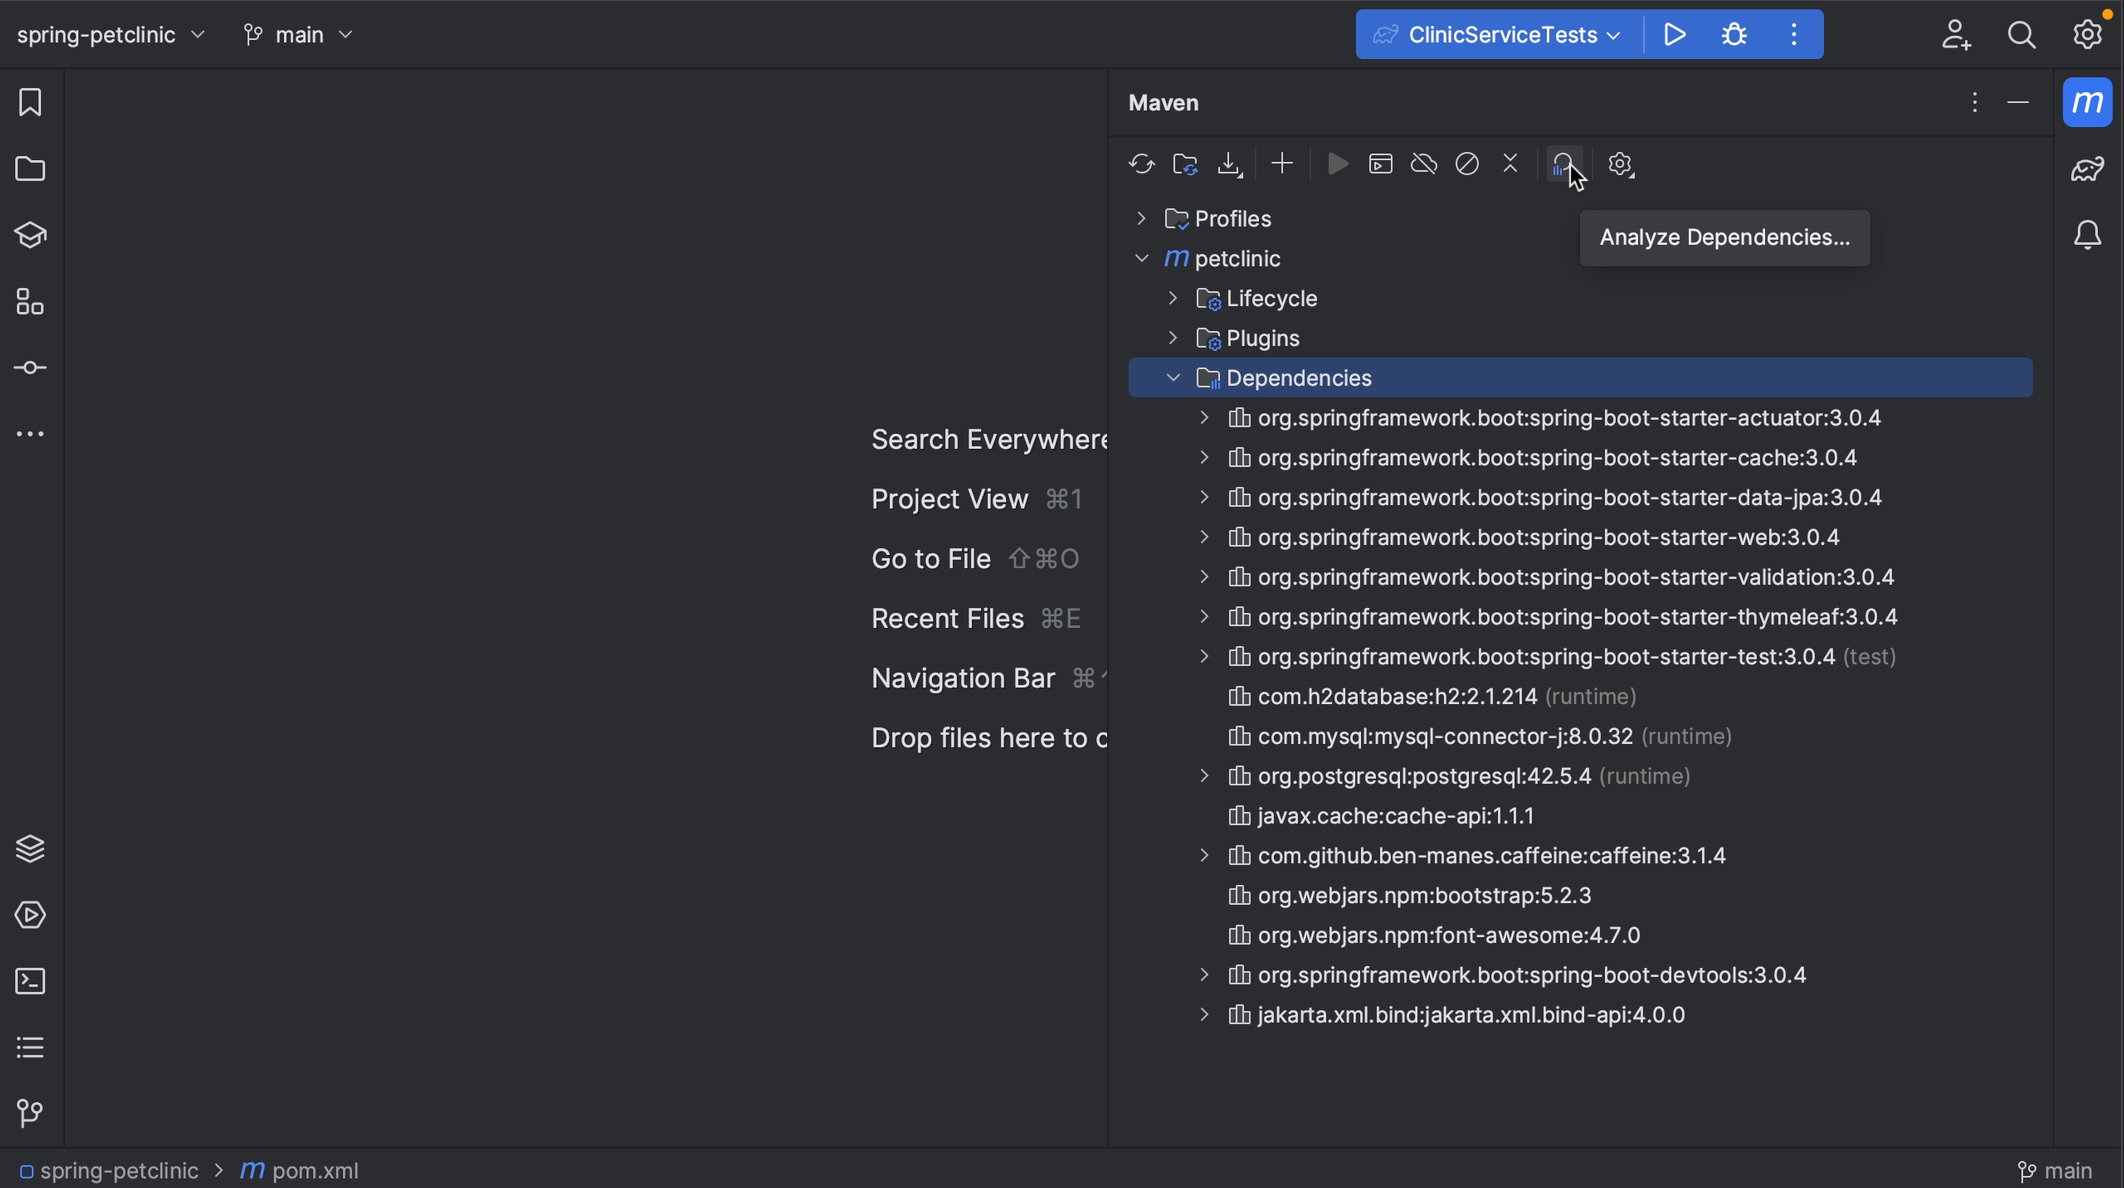 spring-petclinic
main
ClinicServiceTests
Maven
m
Profiles
Analyze Dependencies...
m petclinic
Lifecycle
Plugins
Dependencies
org.springframework.boot:spring-boot-starter-actuator:3.0.4
Search Everywhere
org.springframework.boot:spring-boot-starter-cache:3.0.4
Project View ⌘1
org.springframework.boot:spring-boot-starter-data-jpa:3.0.4
org.springframework.boot:spring-boot-starter-web:3.0.4
Go to File ⇧⌘O
org.springframework.boot:spring-boot-starter-validation:3.0.4
Recent Files ⌘E
org.springframework.boot:spring-boot-starter-thymeleaf:3.0.4
org.springframework.boot:spring-boot-starter-test:3.0.4 (test)
Navigation Bar ⌘
com.h2database:h2:2.1.214 (runtime)
Drop files here to
com.mysql:mysql-connector-j:8.0.32 (runtime)
org.postgresql:postgresql:42.5.4 (runtime)
javax.cache:cache-api:1.1.1
com.github.ben-manes.caffeine:caffeine:3.1.4
org.webjars.npm:bootstrap:5.2.3
org.webjars.npm:font-awesome:4.7.0
org.springframework.boot:spring-boot-devtools:3.0.4
jakarta.xml.bind:jakarta.xml.bind-api:4.0.0
spring-petclinic > m pom.xml
main